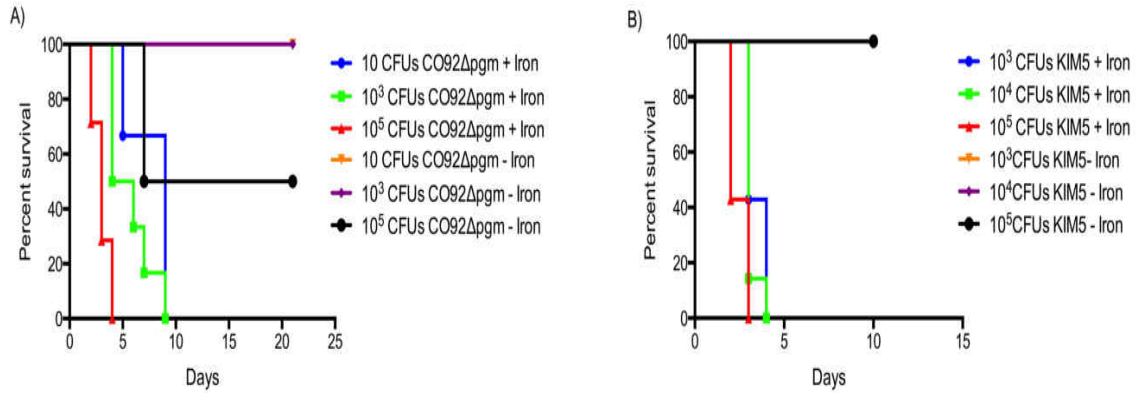 A)
Percent survival
100
80
60
40
20
0
0 5 10 15 20 25
Days
10 CFUs CO92Δpgm + Iron
10³ CFUs CO92Δpgm + Iron
10⁵ CFUs CO92Δpgm + Iron
10 CFUs CO92Δpgm - Iron
10³ CFUs CO92Δpgm - Iron
10⁵ CFUs CO92Δpgm - Iron
B)
Percent survival
100
80
60
40
20
0
0 5 10 15
Days
10³ CFUs KIM5 + Iron
10⁴ CFUs KIM5 + Iron
10⁵ CFUs KIM5 + Iron
10³CFUs KIM5- Iron
10⁴CFUs KIM5 - Iron
10⁵CFUs KIM5 - Iron